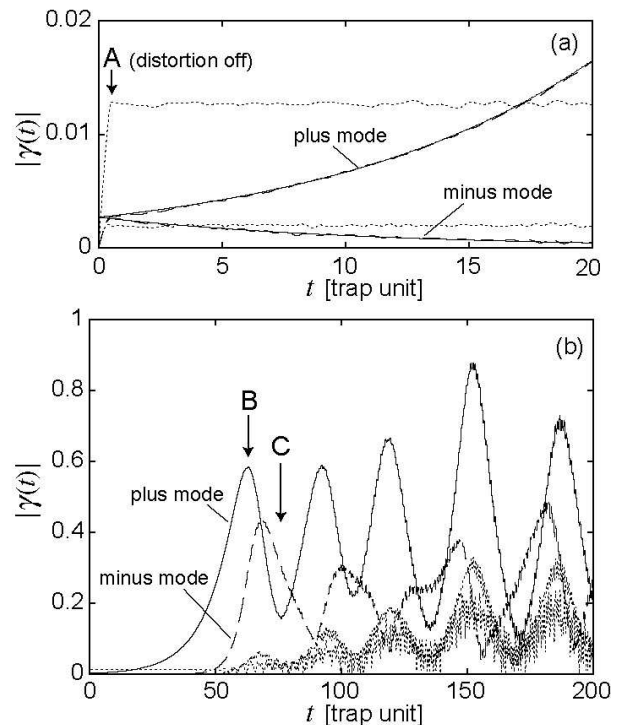 0.02
(a)
A (distortion off)
|γ(t)|
0.01
plus mode
minus mode
0
0 5 10 15 20
t [trap unit]
1
(b)
0.8
B
0.6
C
|γ(t)|
plus mode
0.4
minus mode
0.2
0
0 50 100 150 200
t [trap unit]